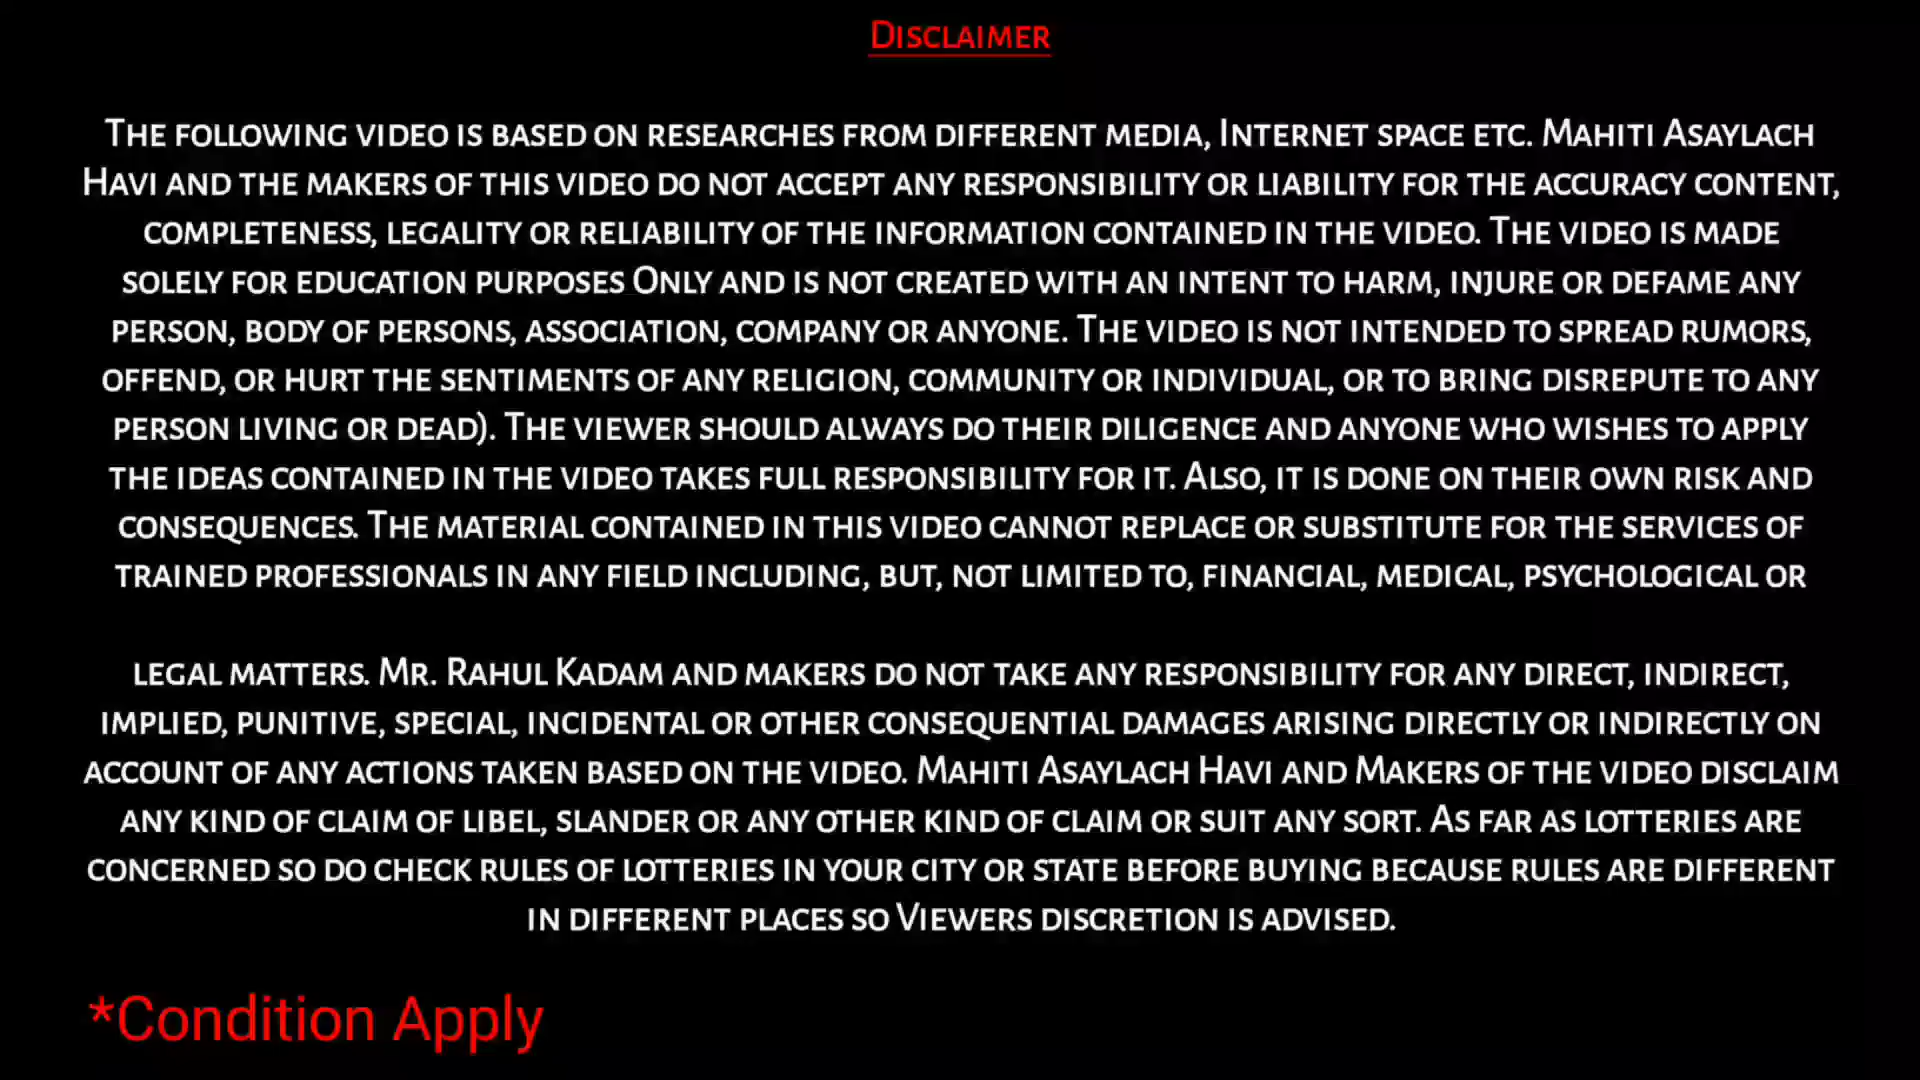 Disclaimer
The following video is based on researches from different media, Internet space etc. Mahiti Asaylach
Havi and the makers of this video do not accept any responsibility or liability for the accuracy content,
completeness, legality or reliability of the information contained in the video. The video is made
solely for education purposes Only and is not created with an intent to harm, injure or defame any
person, body of persons, association, company or anyone. The video is not intended to spread rumors,
offend, or hurt the sentiments of any religion, community or individual, or to bring disrepute to any
person living or dead). The viewer should always do their diligence and anyone who wishes to apply
the ideas contained in the video takes full responsibility for it. Also, it is done on their own risk and
consequences. The material contained in this video cannot replace or substitute for the services of
trained professionals in any field including, but, not limited to, financial, medical, psychological or
legal matters. Mr. Rahul Kadam and makers do not take any responsibility for any direct, indirect,
implied, punitive, special, incidental or other consequential damages arising directly or indirectly on
account of any actions taken based on the video. Mahiti Asaylach Havi and Makers of the video disclaim
any kind of claim of libel, slander or any other kind of claim or suit any sort. As far as lotteries are
concerned so do check rules of lotteries in your city or state before buying because rules are different
in different places so Viewers discretion is advised.
*Condition Apply